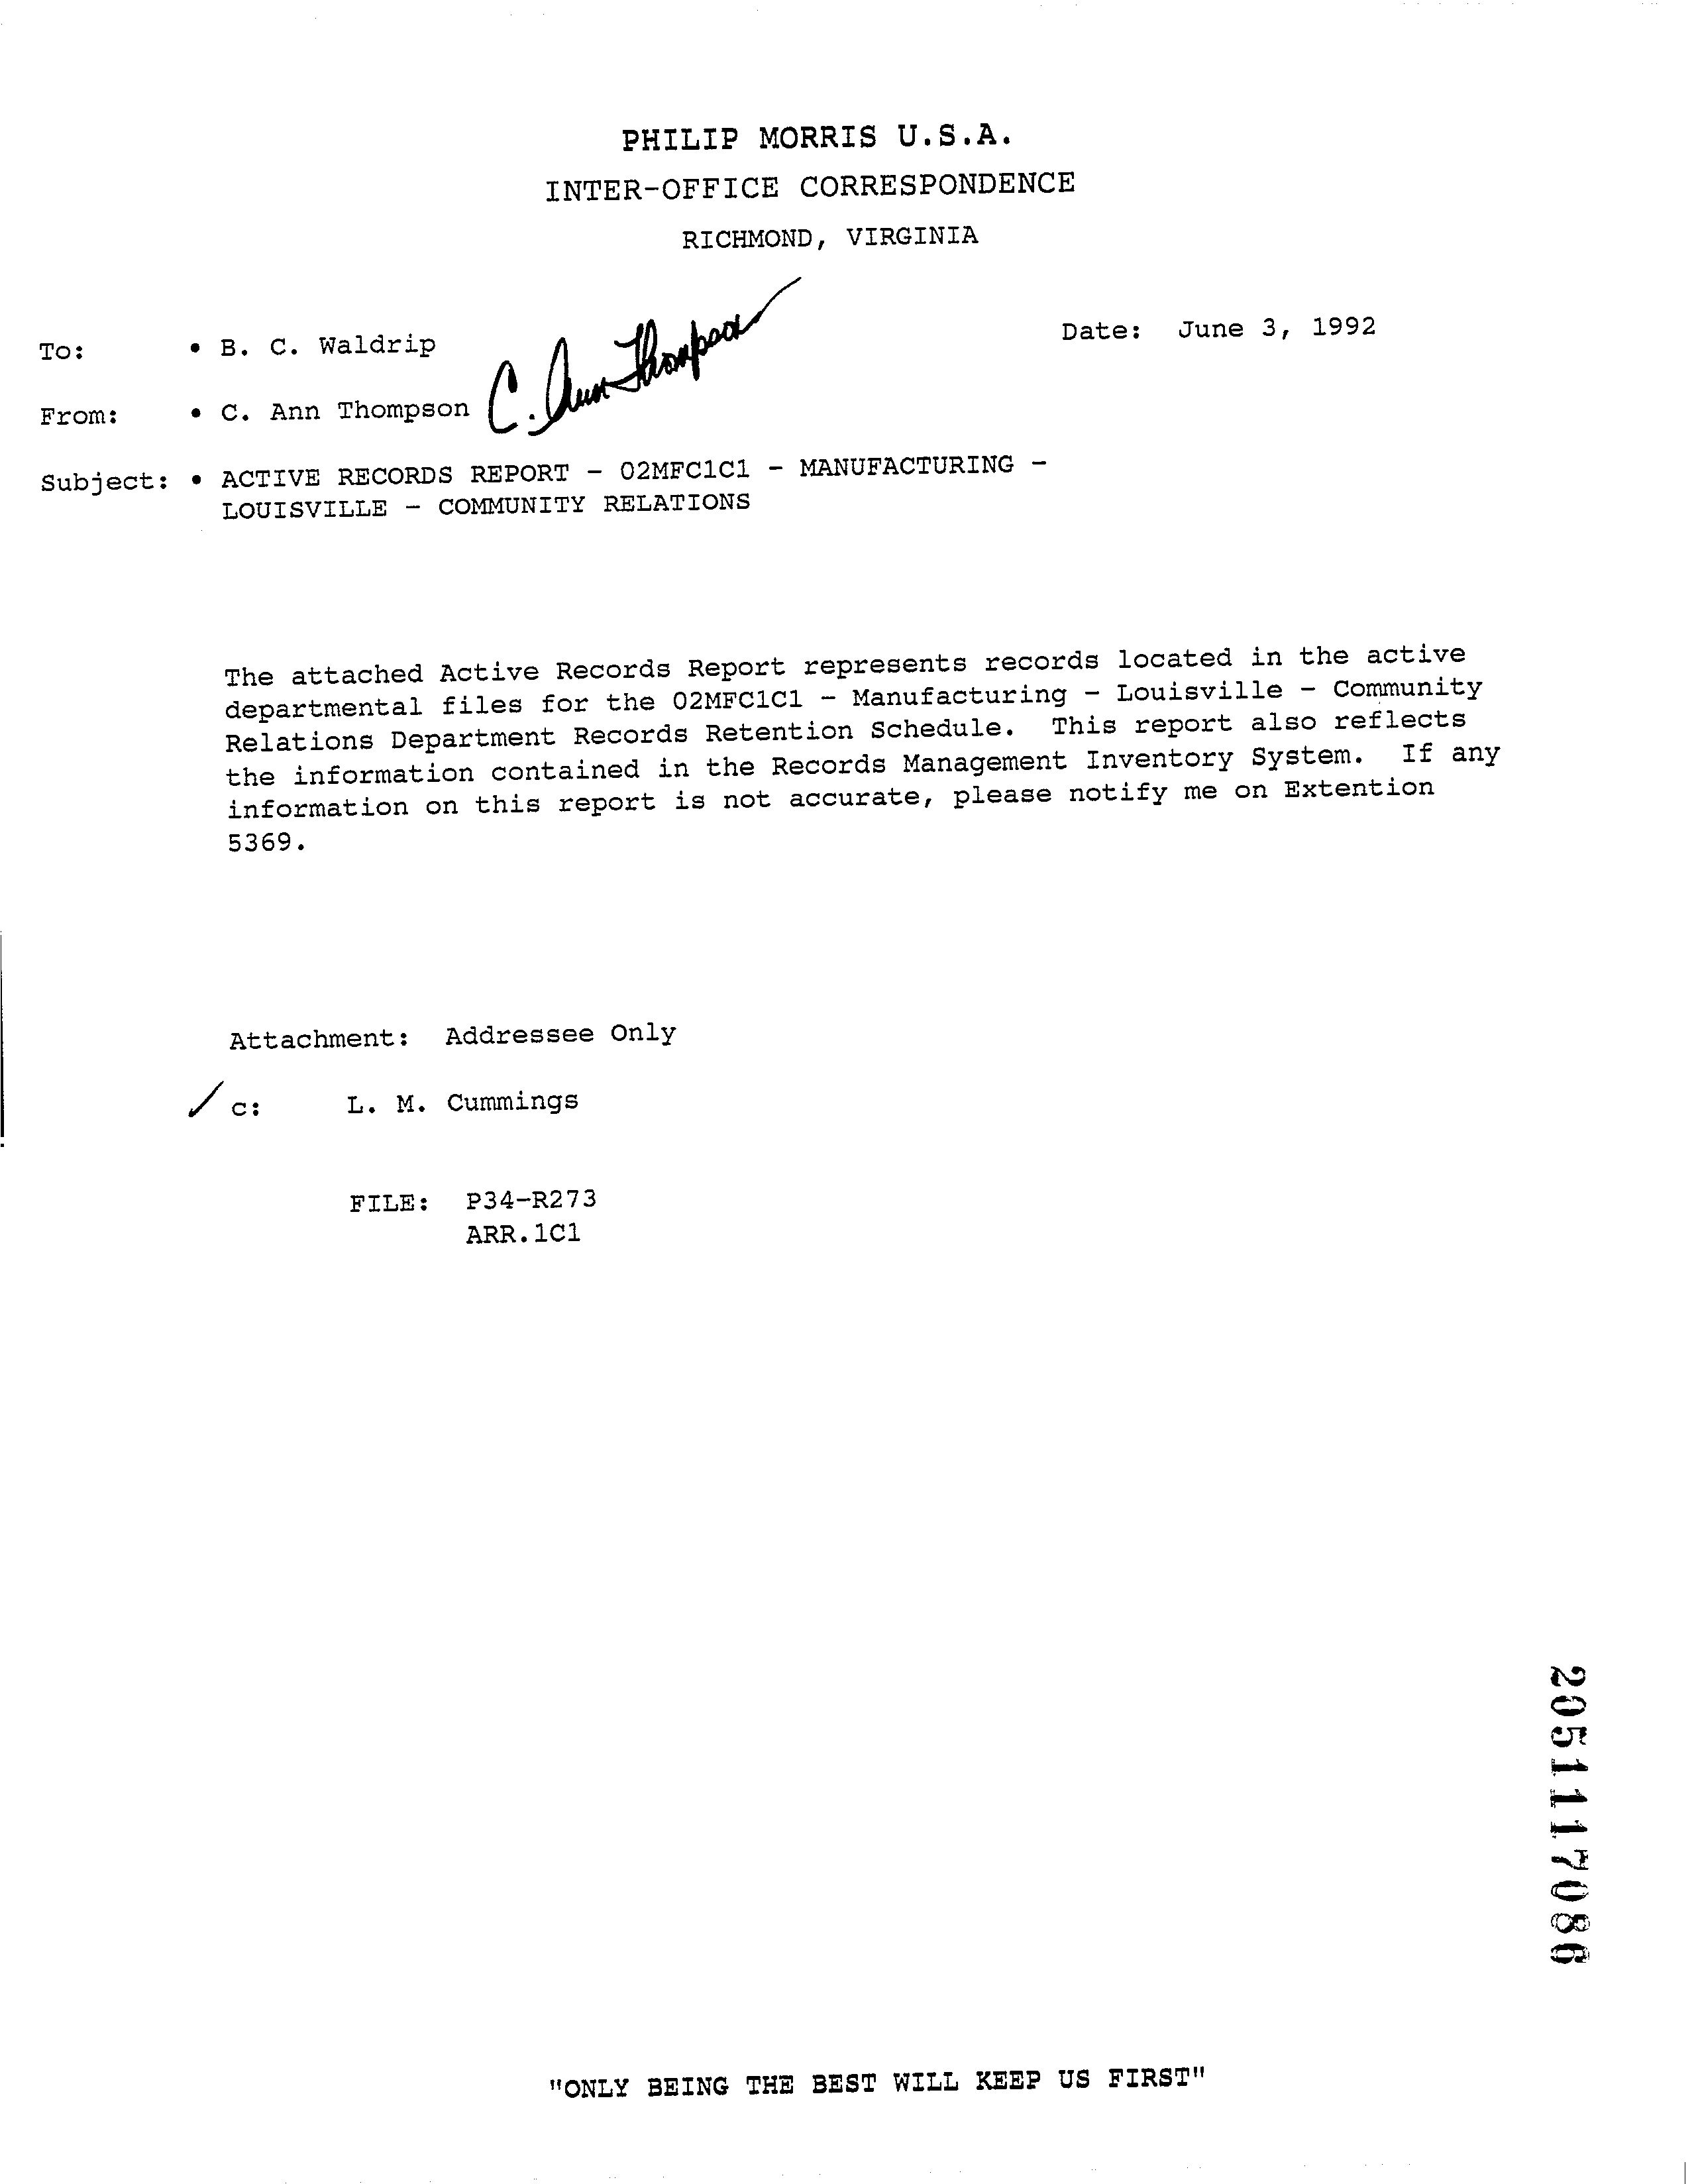 PHILIP MORRIS U.S.A.
INTER-OFFICE CORRESPONDENCE
RICHMOND, VIRGINIA
To: • B. C. Waldrip Date: June 3, 1992
From: • C. Ann Thompson C. Ann Thompson
Subject: • ACTIVE RECORDS REPORT - 02MFC1C1 - MANUFACTURING -
LOUISVILLE - COMMUNITY RELATIONS
The attached Active Records Report represents records located in the active
departmental files for the 02MFC1C1 - Manufacturing - Louisville - Community
Relations Department Records Retention Schedule. This report also reflects
the information contained in the Records Management Inventory System. If any
information on this report is not accurate, please notify me on Extention
5369.
Attachment: Addressee Only
✓ c: L. M. Cummings
FILE: P34-R273
ARR.1C1
2051117086
"ONLY BEING THE BEST WILL KEEP US FIRST"